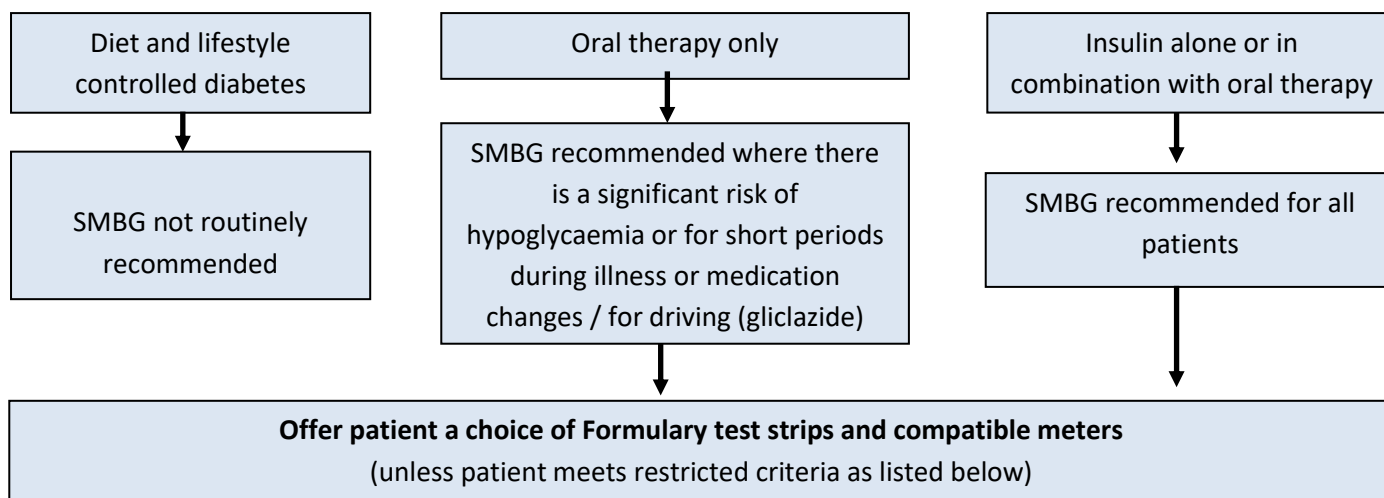 Diet and lifestyle
controlled diabetes
SMBG not routinely
recommended
Oral therapy only
SMBG recommended where there
is a significant risk of
hypoglycaemia or for short periods
during illness or medication
changes / for driving (gliclazide)
Insulin alone or in
combination with oral therapy
SMBG recommended for all
patients
Offer patient a choice of Formulary test strips and compatible meters
(unless patient meets restricted criteria as listed below)